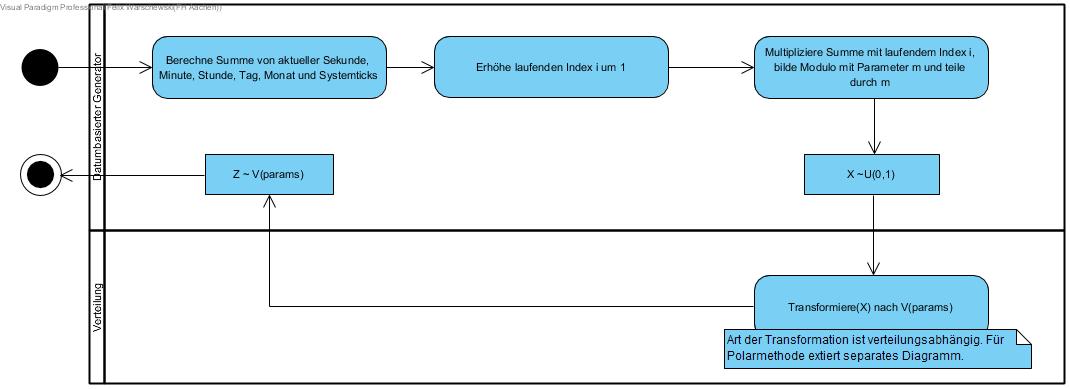 Visual Paradigm Professional(Felix Warschewski(FH Aachen))
Datumbasierter Generator
Berechne Summe von aktueller Sekunde,
Minute, Stunde, Tag, Monat und Systemticks
Erhöhe laufenden Index i um 1
Multipliziere Summe mit laufendem Index i,
bilde Modulo mit Parameter m und teile
durch m
Z ~ V(params)
X ~U(0,1)
Verteilung
Transformiere(X) nach V(params)
Art der Transformation ist verteilungsabhängig. Für
Polarmethode extiert separates Diagramm.